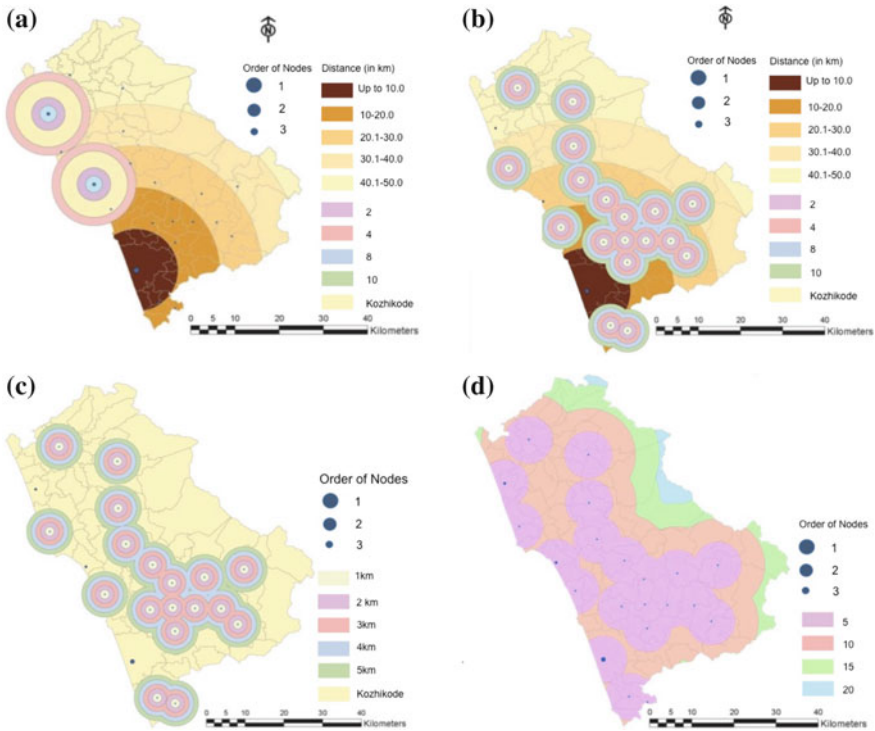 (a)
N
Order of Nodes
1
2
3
Distance (in km)
Up to 10.0
10-20.0
20.1-30.0
30.1-40.0
40.1-50.0
2
4
8
10
Kozhikode
0 5 10 20 30 40
Kilometers
(b)
N
Order of Nodes
1
2
3
Distance (in km)
Up to 10.0
10-20.0
20.1-30.0
30.1-40.0
40.1-50.0
2
4
8
10
Kozhikode
0 5 10 20 30 40
Kilometers
(c)
Order of Nodes
1
2
3
1km
2 km
3km
4km
5km
Kozhikode
0 5 10 20 30 40
Kilometers
(d)
Order of Nodes
1
2
3
5
10
15
20
0 5 10 20 30 40
Kilometers